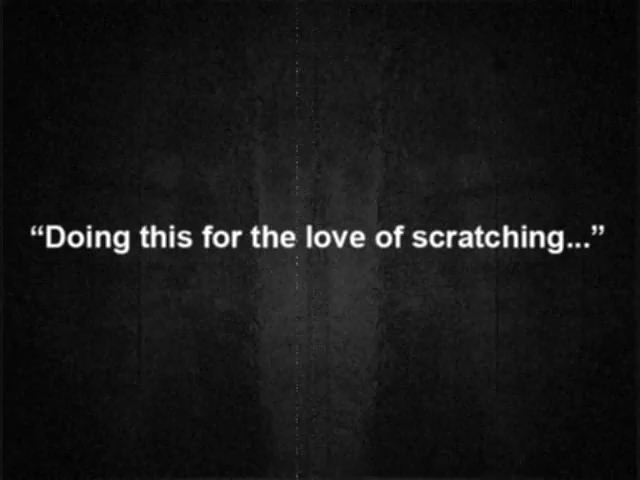 “Doing this for the love of scratching...”